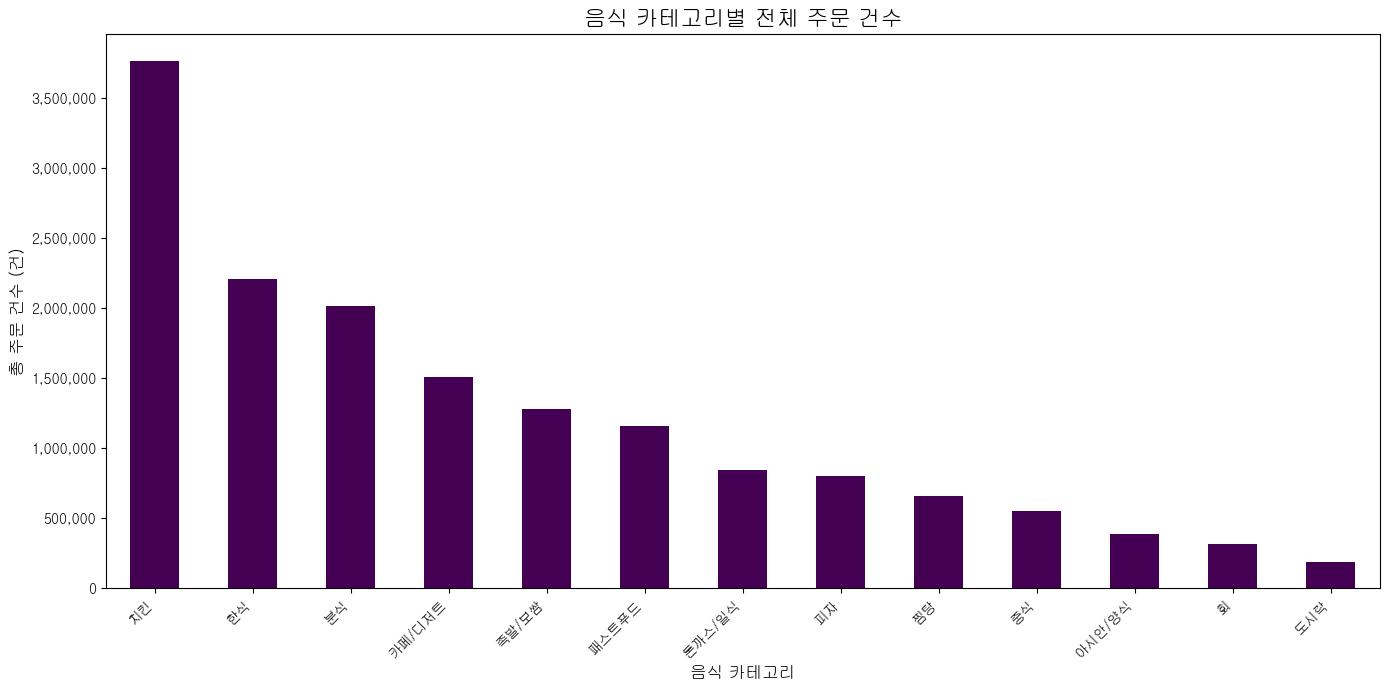 음식 카테고리별 전체 주문 건수
총 주문 건수 (건)
3,500,000
3,000,000
2,500,000
2,000,000
1,500,000
1,000,000
500,000
0
치킨
한식
분식
카페/디저트
족발/보쌈
패스트푸드
돈까스/일식
피자
찜탕
중식
아시안/양식
회
도시락
음식 카테고리